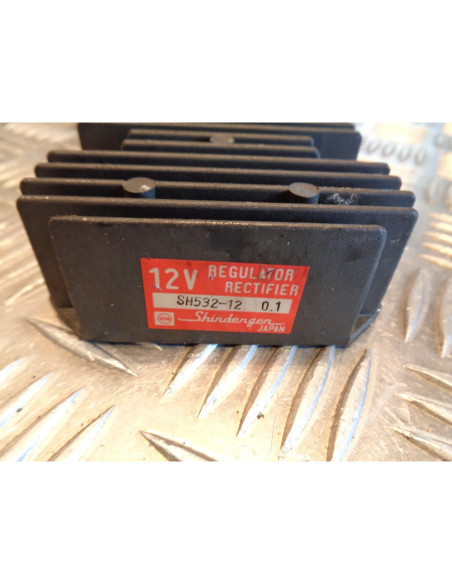 12V REGULATOR RECTIFIER
SH532-12 0.1
Shindengen
JAPAN